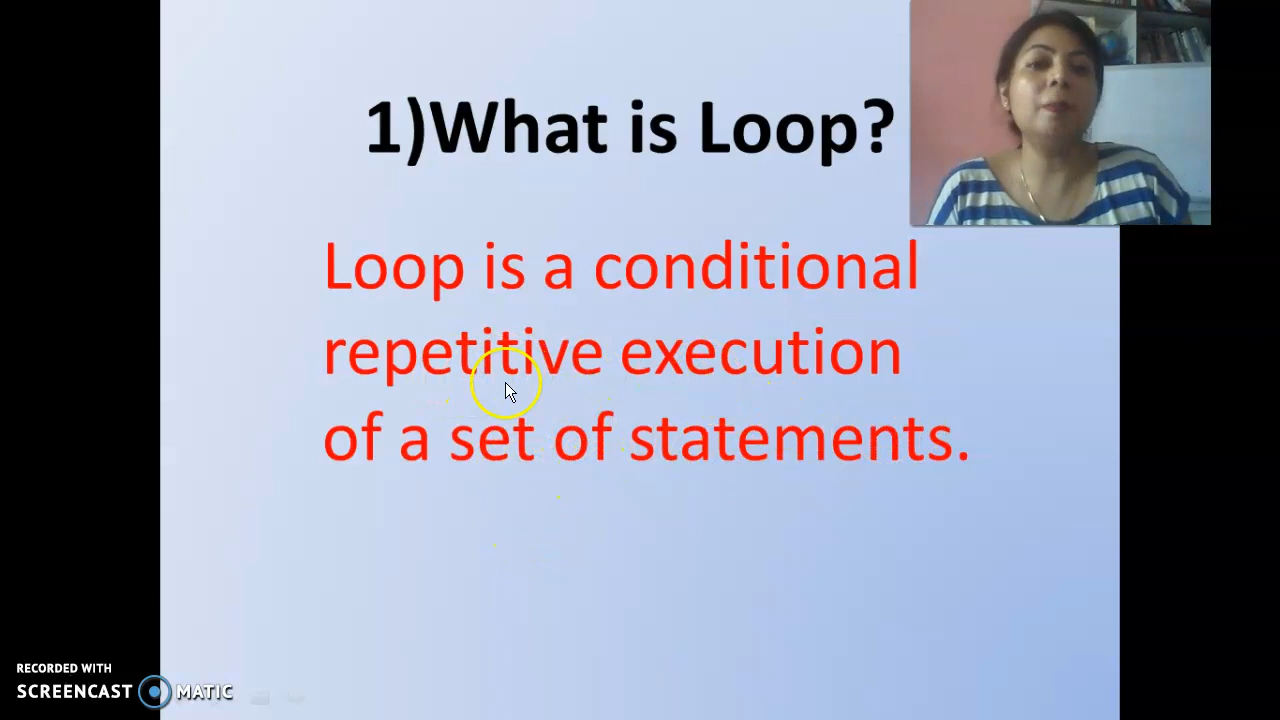 1)What is Loop?
Loop is a conditional
repetitive execution
of a set of statements.
RECORDED WITH
SCREENCAST MATIC